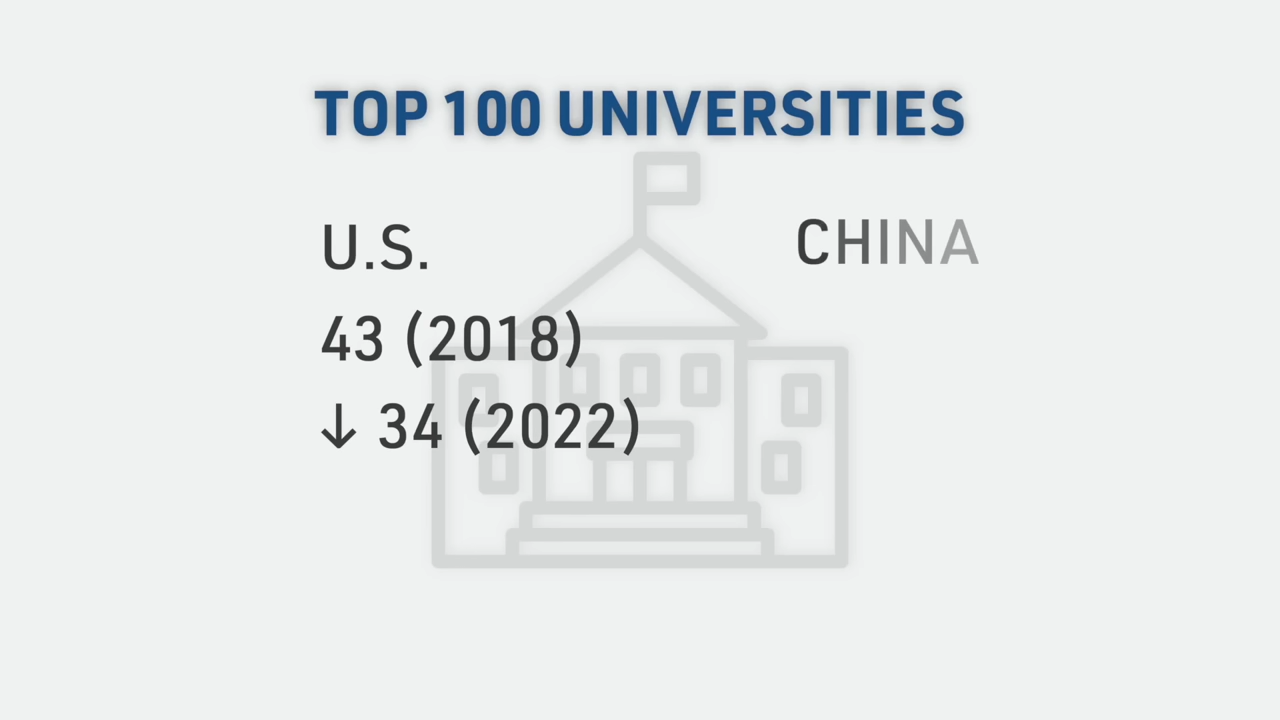 TOP 100 UNIVERSITIES
U.S.
CHINA
43 (2018)
↓ 34 (2022)